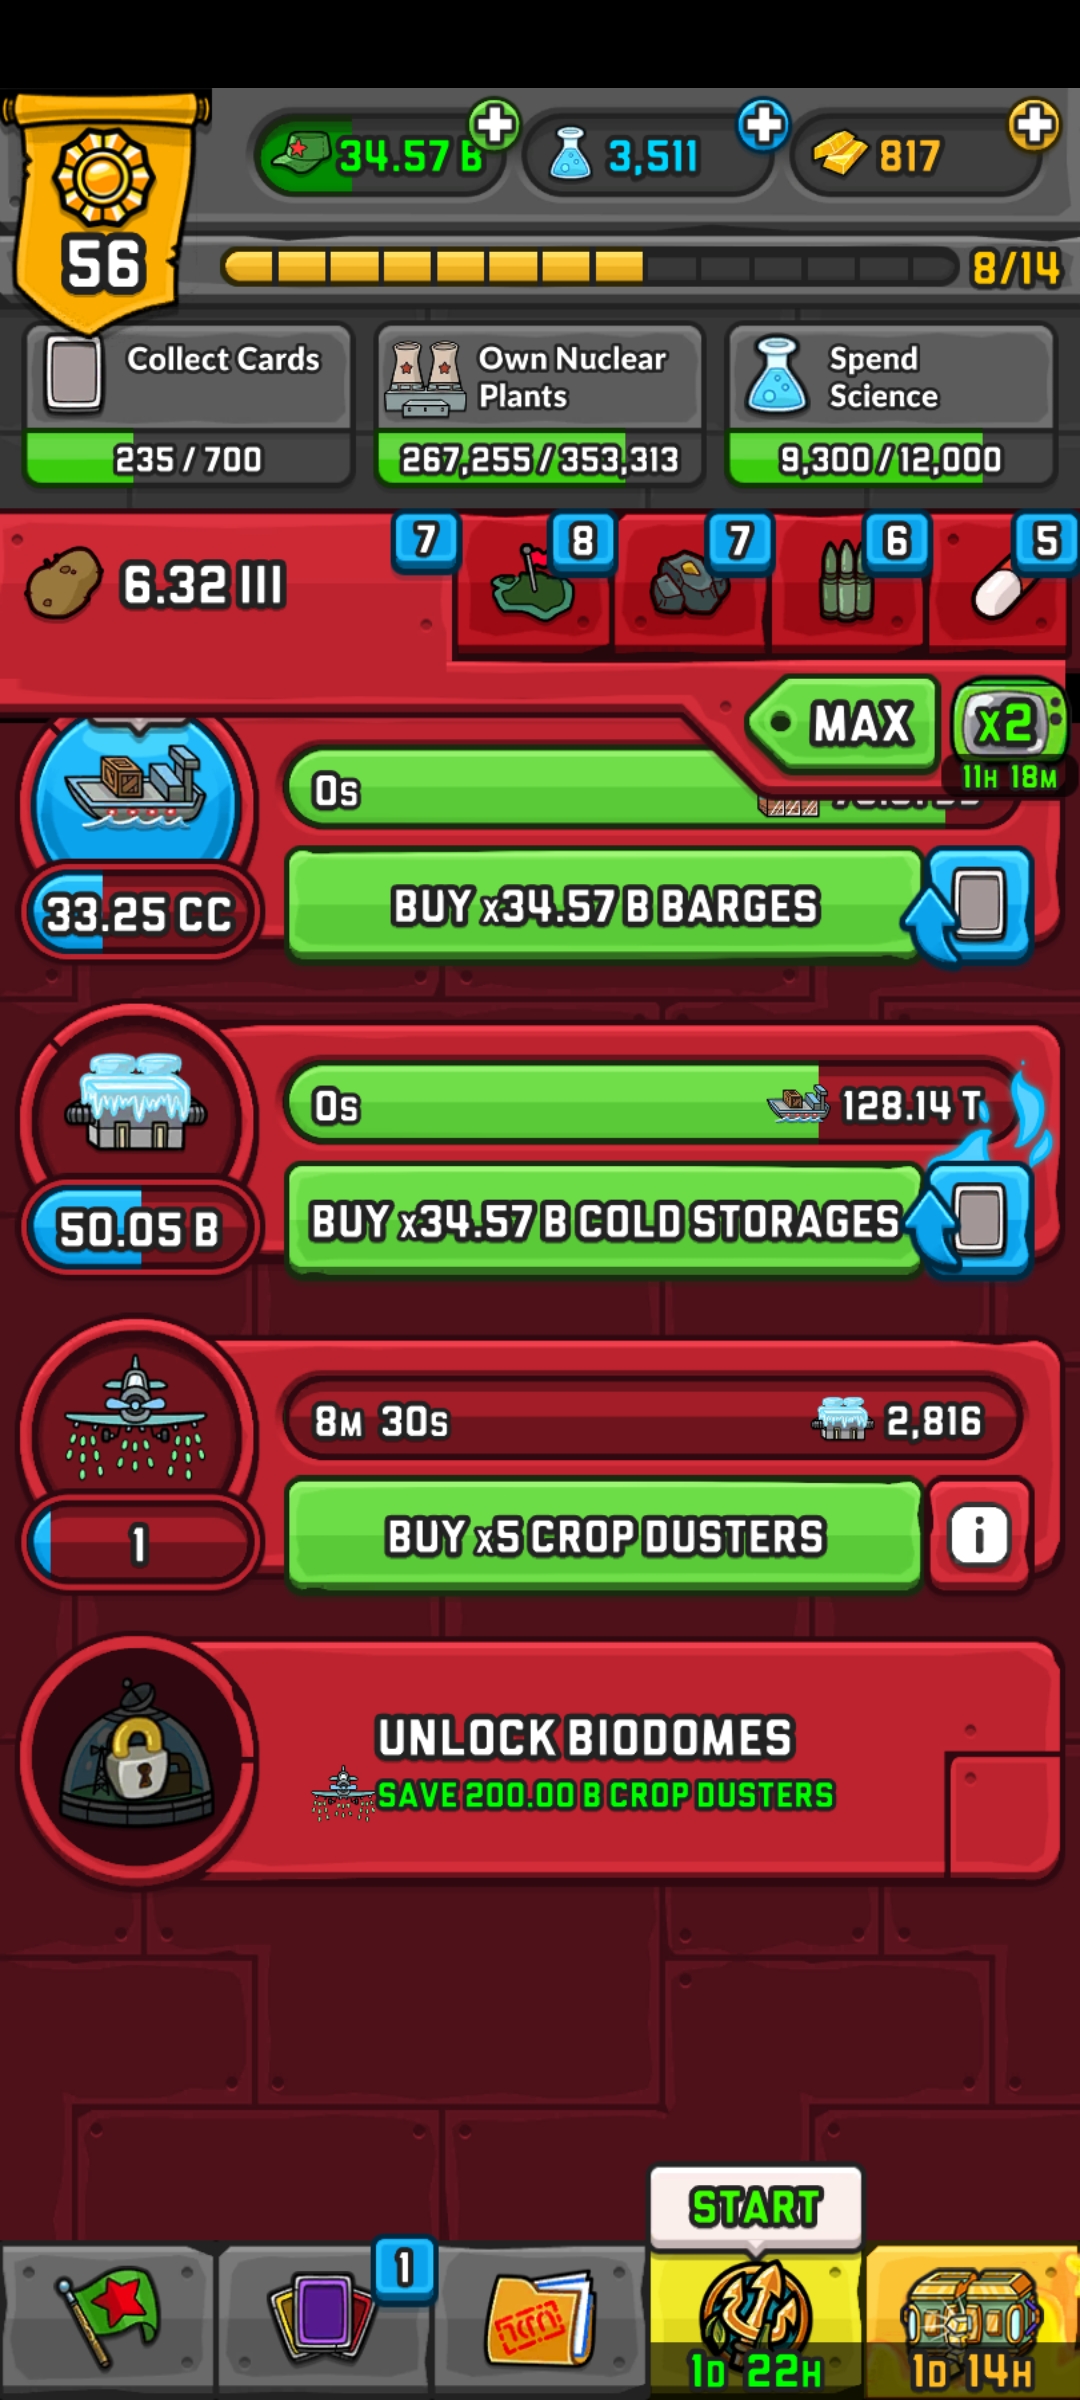 56
34.57 B
3,511
817
8/14
Collect Cards
235 / 700
Own Nuclear
Plants
267,255 / 353,313
Spend
Science
9,300 / 12,000
6.32 III
7
8
7
6
5
MAX
x2
11H 18M
0s
33.25 CC
BUY x34.57 B BARGES
0s
128.14 T
50.05 B
BUY x34.57 B COLD STORAGES
8M 30s
2,816
1
BUY x5 CROP DUSTERS
i
UNLOCK BIODOMES
SAVE 200.00 B CROP DUSTERS
START
1
1D 22H
1D 14H